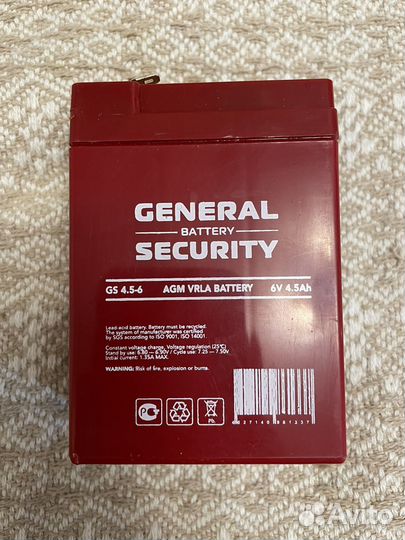 GENERAL
BATTERY
SECURITY
GS 4.5-6 AGM VRLA BATTERY 6V 4.5Ah
Lead-acid battery. Battery must be recycled.
The system of manufacturer was certified
by SGS according to ISO 9001, ISO 14001.
Constant voltage charge, Voltage regulation (25°C)
Stand by use: 6.80 — 6.90V / Cycle use: 7.25 — 7.50V
Initial current: 1.35A MAX.
Warning: Risk of fire, explosion or burns.
Pb
Avito